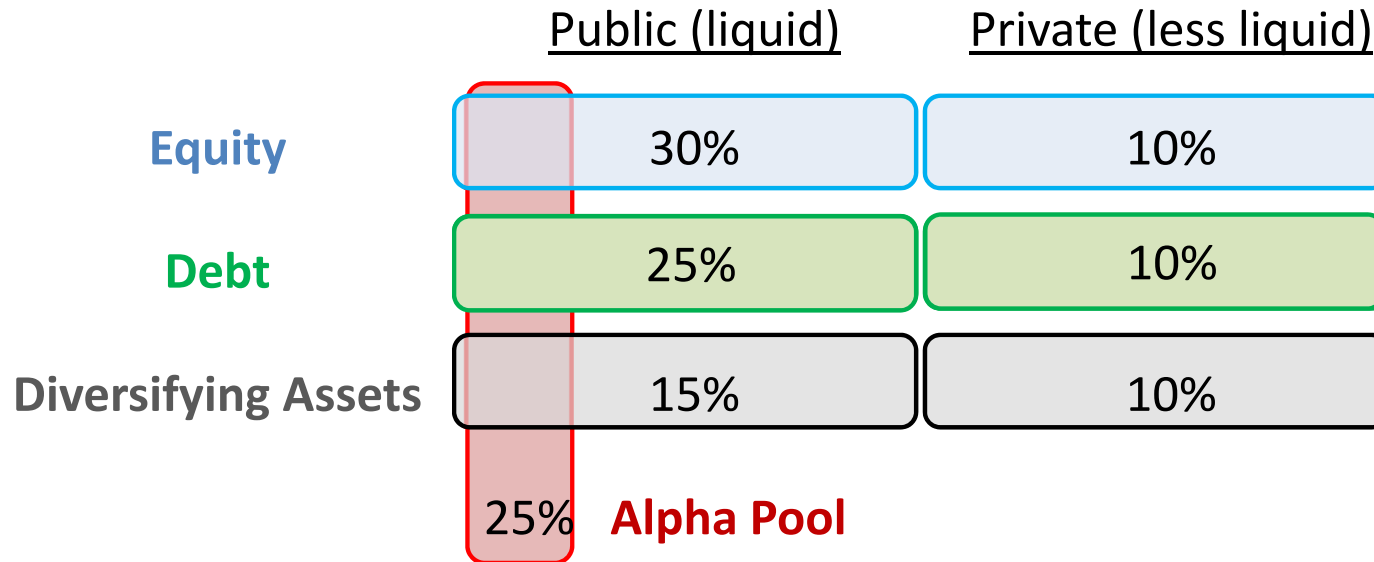 Public (liquid) Private (less liquid)
Equity 30% 10%
Debt 25% 10%
Diversifying Assets 15% 10%
25% Alpha Pool